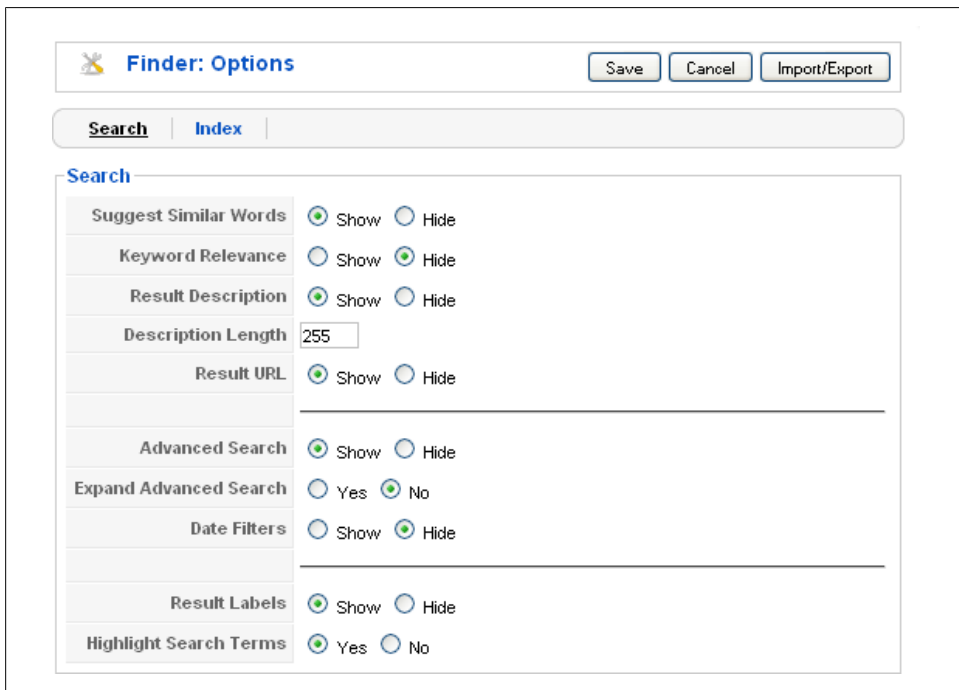 Finder: Options
Save Cancel Import/Export
Search Index
Search
Suggest Similar Words Show Hide
Keyword Relevance Show Hide
Result Description Show Hide
Description Length 255
Result URL Show Hide
Advanced Search Show Hide
Expand Advanced Search Yes No
Date Filters Show Hide
Result Labels Show Hide
Highlight Search Terms Yes No